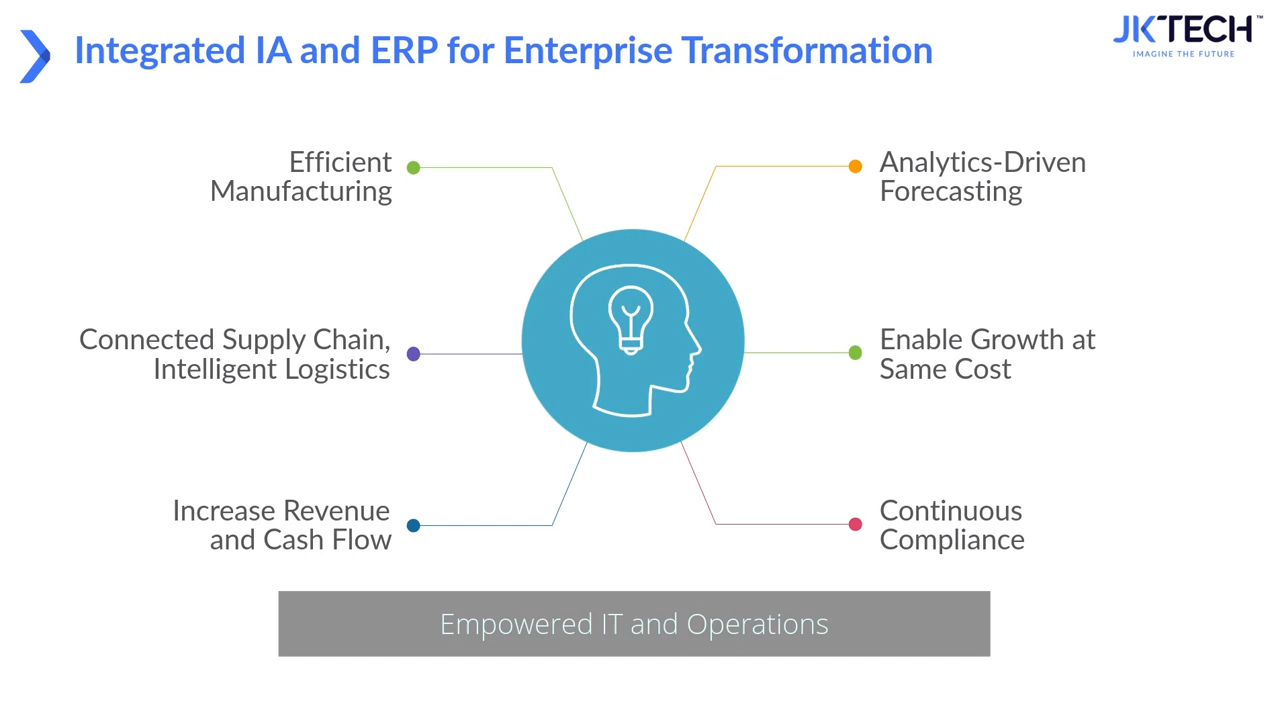 Integrated IA and ERP for Enterprise Transformation
JKTECH™
IMAGINE THE FUTURE
Efficient
Manufacturing
Analytics-Driven
Forecasting
Connected Supply Chain,
Intelligent Logistics
Enable Growth at
Same Cost
Increase Revenue
and Cash Flow
Continuous
Compliance
Empowered IT and Operations